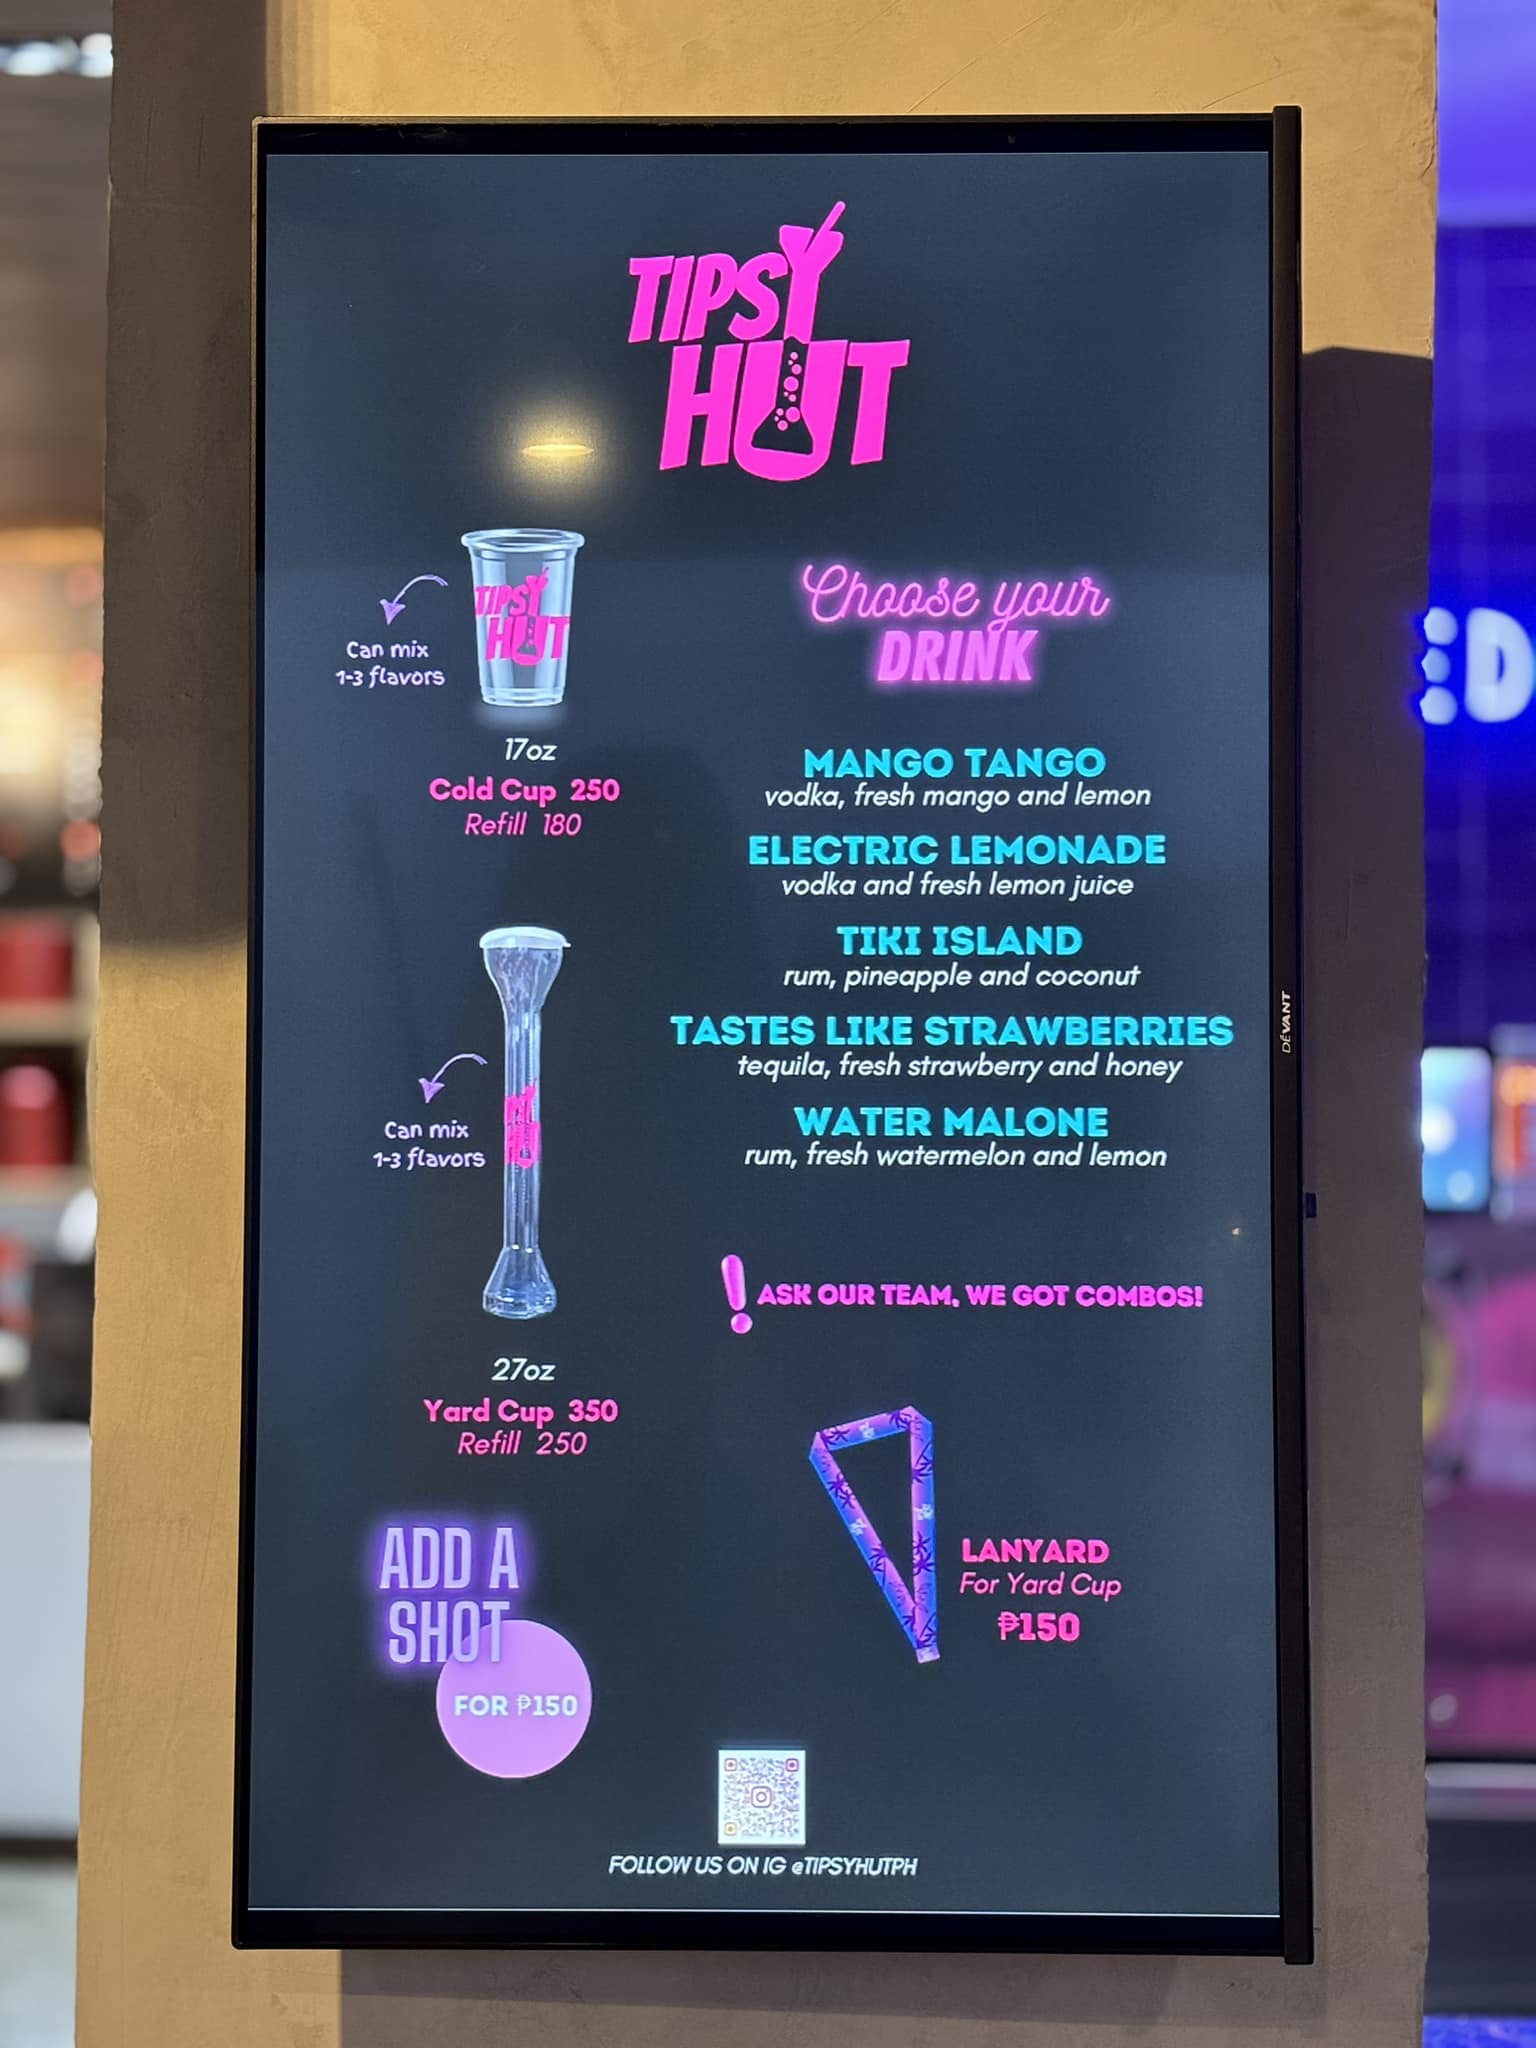 TIPSY
HUT
TIPSY
HUT
Can mix
1-3 flavors
17oz
Cold Cup 250
Refill 180
Can mix
1-3 flavors
27oz
Yard Cup 350
Refill 250
ADD A
SHOT
FOR ₱150
Choose your
DRINK
MANGO TANGO
vodka, fresh mango and lemon
ELECTRIC LEMONADE
vodka and fresh lemon juice
TIKI ISLAND
rum, pineapple and coconut
TASTES LIKE STRAWBERRIES
tequila, fresh strawberry and honey
WATER MALONE
rum, fresh watermelon and lemon
! ASK OUR TEAM, WE GOT COMBOS!
LANYARD
For Yard Cup
₱150
FOLLOW US ON IG @TIPSYHUTPH
DEVANT